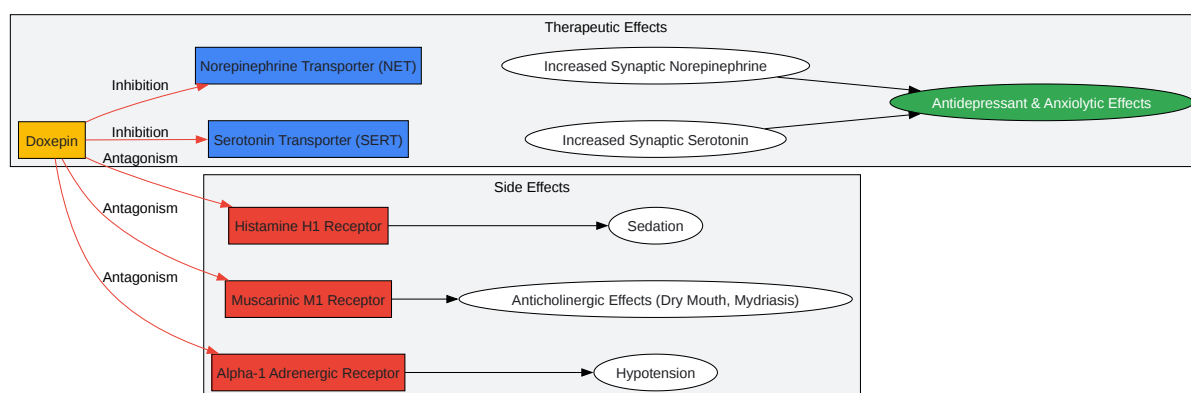 Therapeutic Effects
Norepinephrine Transporter (NET)
Increased Synaptic Norepinephrine
Inhibition
Antidepressant & Anxiolytic Effects
Inhibition
Doxepin
Serotonin Transporter (SERT)
Increased Synaptic Serotonin
Antagonism
Side Effects
Antagonism
Histamine H1 Receptor
Sedation
Antagonism
Muscarinic M1 Receptor
Anticholinergic Effects (Dry Mouth, Mydriasis)
Alpha-1 Adrenergic Receptor
Hypotension